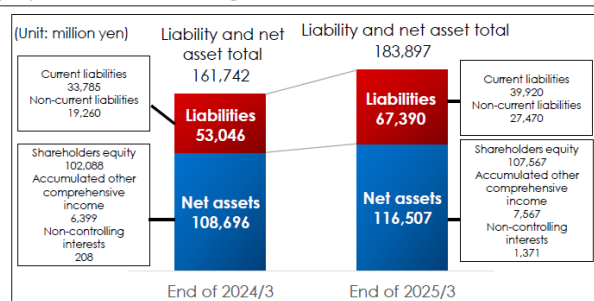 (Unit: million yen)
Liability and net
asset total
161,742
Liability and net asset total
183,897
Current liabilities
33,785
Non-current liabilities
19,260
Liabilities
53,046
Liabilities
67,390
Current liabilities
39,920
Non-current liabilities
27,470
Shareholders equity
102,088
Accumulated other
comprehensive
income
6,399
Non-controlling
interests
208
Net assets
108,696
Net assets
116,507
Shareholders equity
107,567
Accumulated other
comprehensive
income
7,567
Non-controlling
interests
1,371
End of 2024/3
End of 2025/3